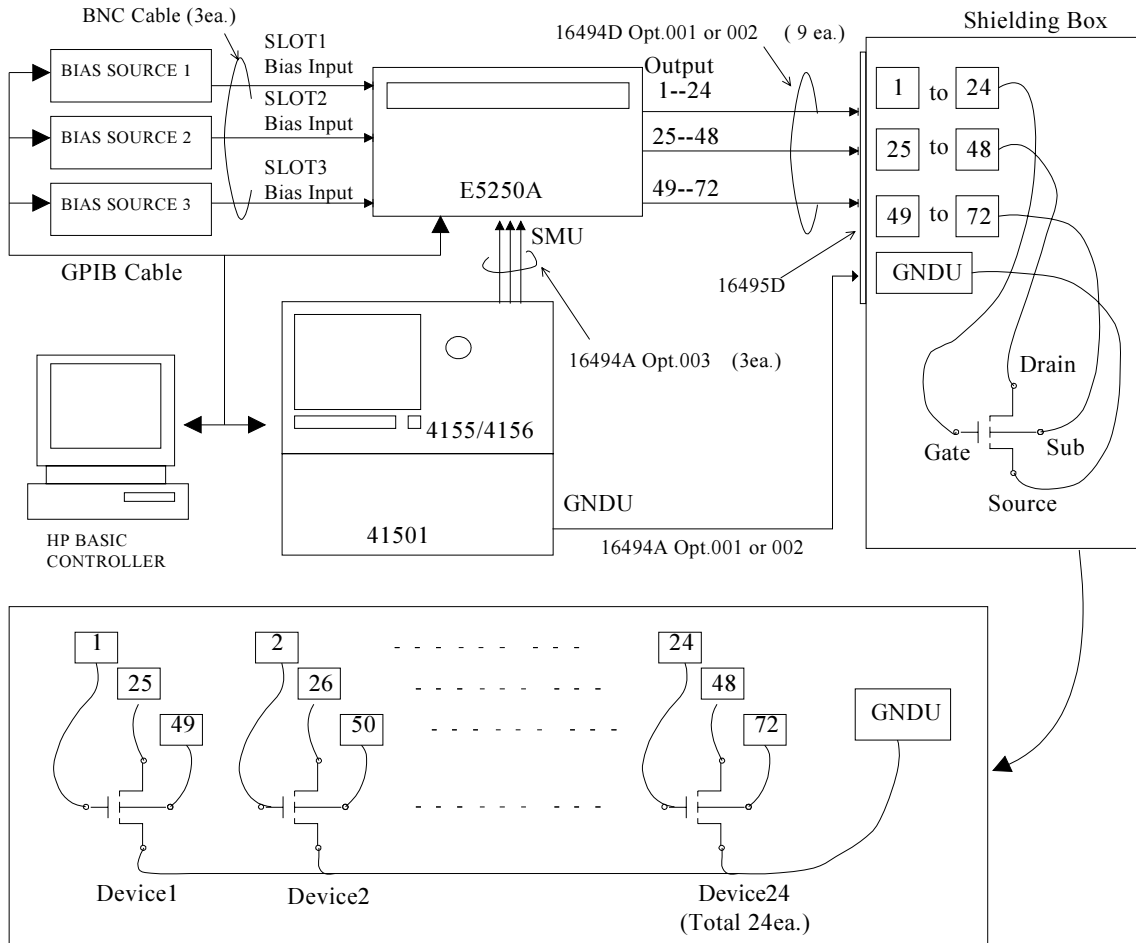 BNC Cable (3ea.)
BIAS SOURCE 1
BIAS SOURCE 2
BIAS SOURCE 3
SLOT1
Bias Input
SLOT2
Bias Input
SLOT3
Bias Input
GPIB Cable
E5250A
Output
1--24
25--48
49--72
16494D Opt.001 or 002 ( 9 ea.)
SMU
16494A Opt.003 (3ea.)
16495D
Shielding Box
1 to 24
25 to 48
49 to 72
GNDU
Drain
Gate
Sub
Source
HP BASIC
CONTROLLER
4155/4156
41501
GNDU
16494A Opt.001 or 002
1
25
49
2
26
50
- - - - - - - - -
- - - - - - - - -
- - - - - - - - -
- - - - - - - - -
24
48
72
GNDU
Device1
Device2
Device24
(Total 24ea.)